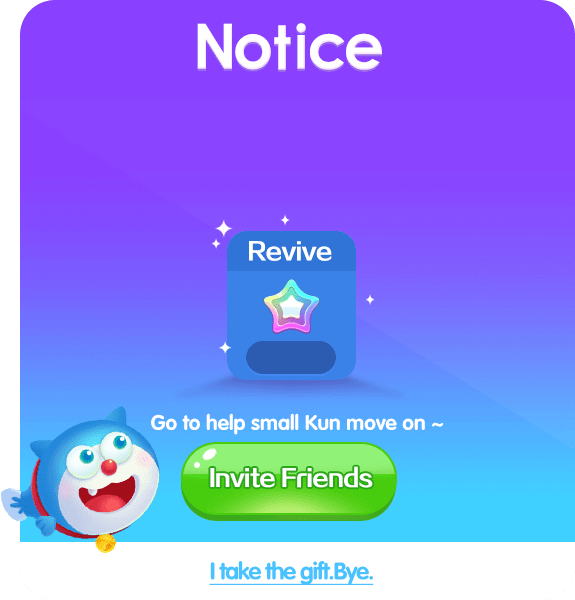 Notice
Revive
Go to help small Kun move on ~
Invite Friends
I take the gift.Bye.